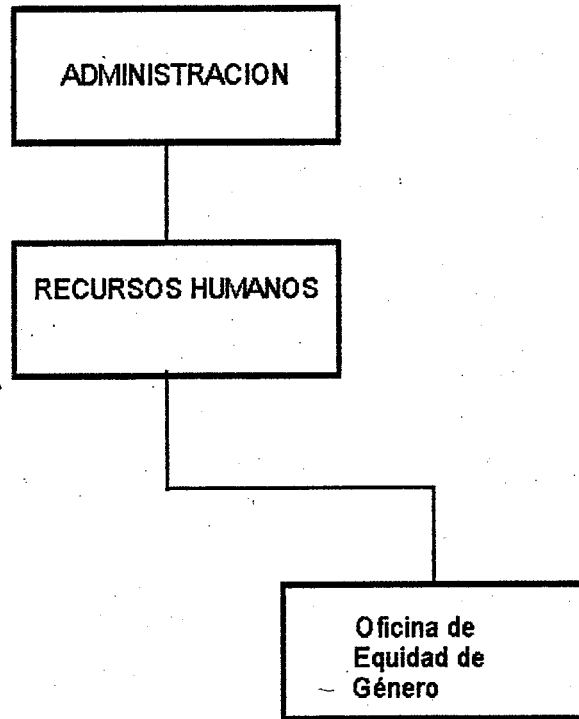 ADMINISTRACION
RECURSOS HUMANOS
Oficina de
Equidad de
Género